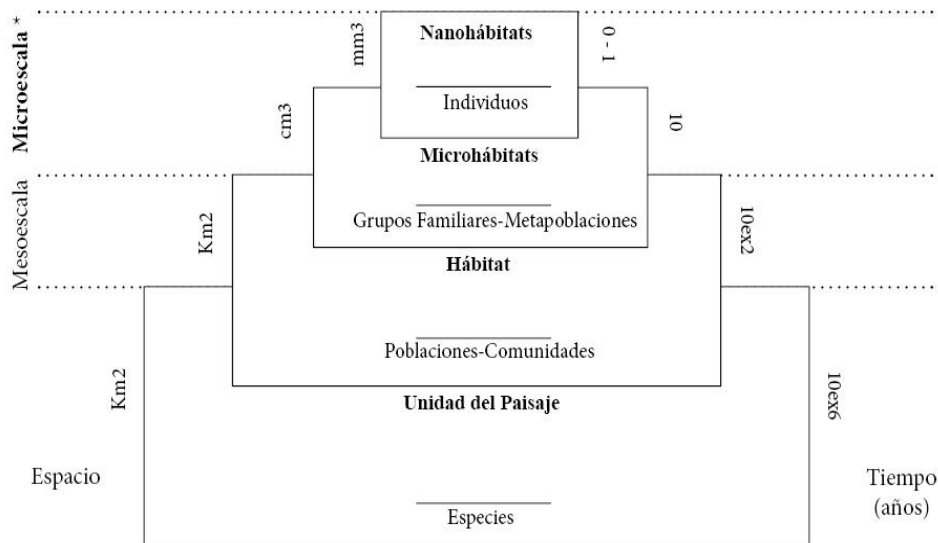 Microescala *
mm3
Nanohábitats
0 - 1
Individuos
cm3
10
Microhábitats
Mesoescala
Km2
Grupos Familiares-Metapoblaciones
10ex2
Hábitat
Poblaciones-Comunidades
Km2
Unidad del Paisaje
10ex6
Espacio
Tiempo
(años)
Especies